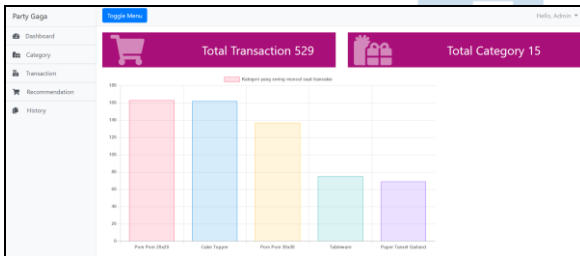 Party Gaga
Toggle Menu
Hello, Admin
Dashboard
Category
Transaction
Recommendation
History
Total Transaction 529
Total Category 15
Kategori yang sering muncul saat transaksi
180
160
140
120
100
80
60
40
20
0
Pom Pom 20x20
Cake Topper
Pom Pom 30x30
Tableware
Paper Tassel Garland